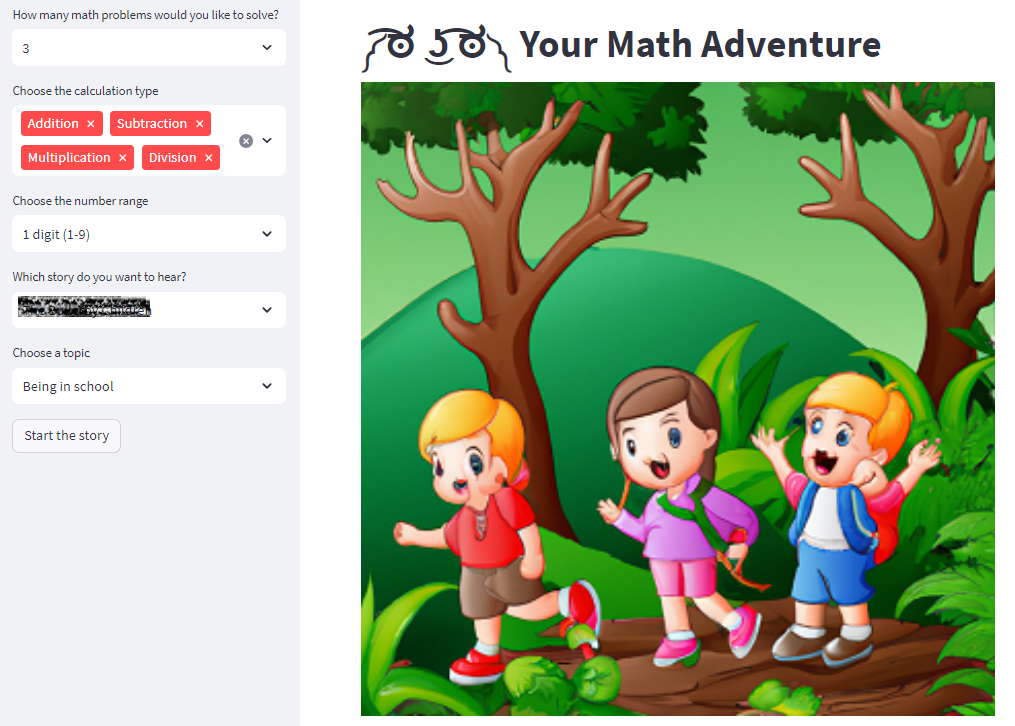 How many math problems would you like to solve?
3
Choose the calculation type
Addition × Subtraction ×
Multiplication × Division ×
Choose the number range
1 digit (1-9)
Which story do you want to hear?
Choose a topic
Being in school
Start the story
( ͡ಠ ʖ̯ ͡ಠ) Your Math Adventure